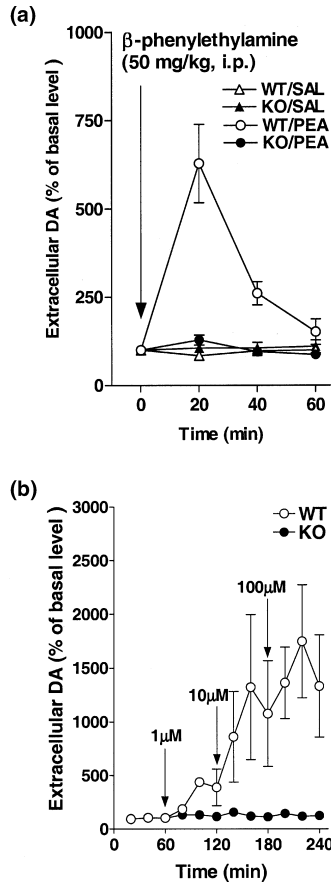 (a)
1000
750
500
250
0
Extracellular DA (% of basal level )
β-phenylethylamine
(50 mg/kg, i.p.)
WT/SAL
KO/SAL
WT/PEA
KO/PEA
0 20 40 60
Time (min)
(b)
3000
2500
2000
1500
1000
500
0
Extracellular DA (% of basal level )
WT
KO
100μM
10μM
1μM
0 60 120 180 240
Time (min)